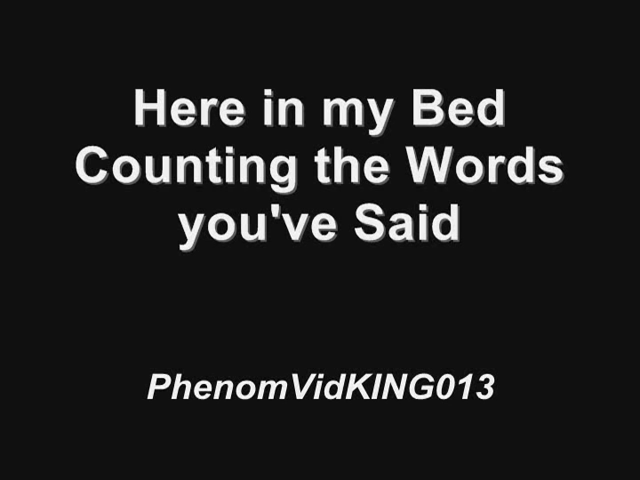 Here in my Bed
Counting the Words
you've Said
PhenomVidKING013